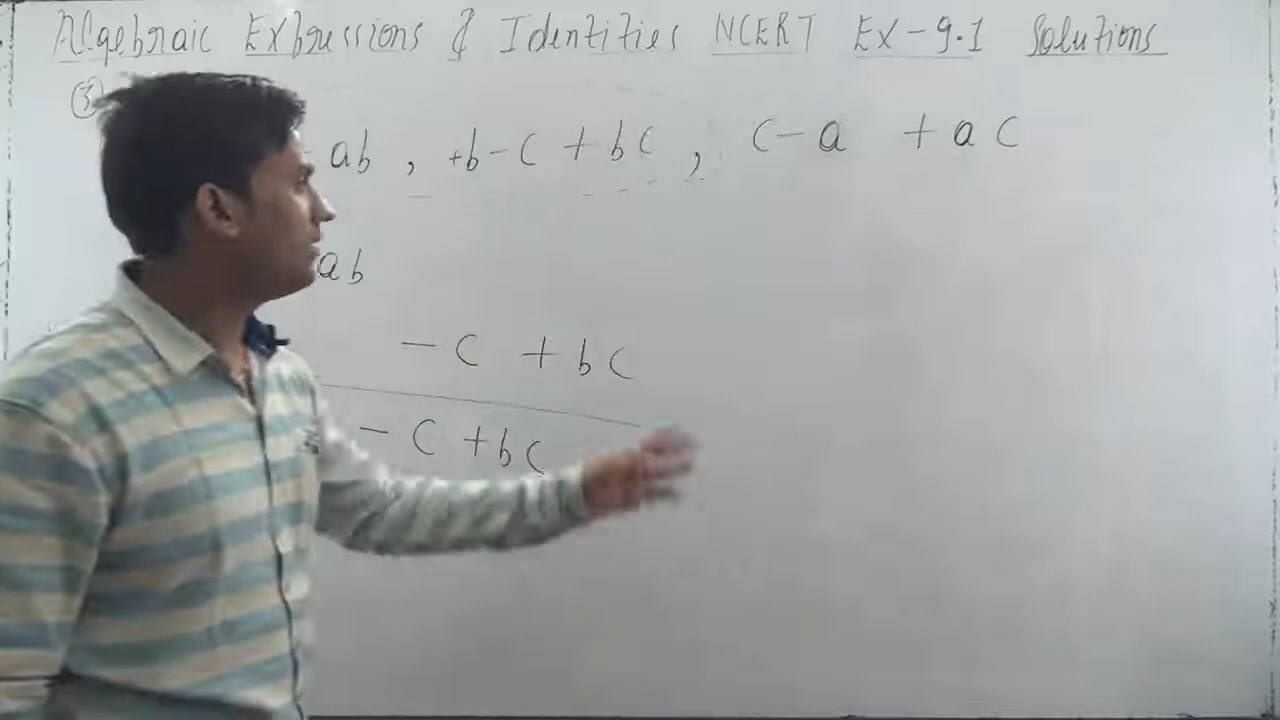 Algebraic Expressions & Identities NCERT Ex-9.1 Solutions
(3)
ab, +b-c+bc, c-a +ac
ab
-c +bc
-c+bc